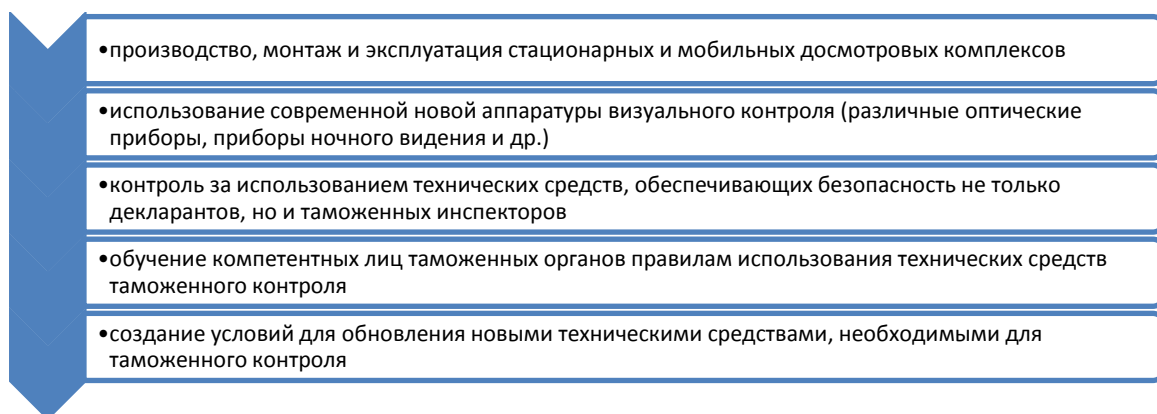 •производство, монтаж и эксплуатация стационарных и мобильных досмотровых комплексов
•использование современной новой аппаратуры визуального контроля (различные оптические
приборы, приборы ночного видения и др.)
•контроль за использованием технических средств, обеспечивающих безопасность не только
декларантов, но и таможенных инспекторов
•обучение компетентных лиц таможенных органов правилам использования технических средств
таможенного контроля
•создание условий для обновления новыми техническими средствами, необходимыми для
таможенного контроля